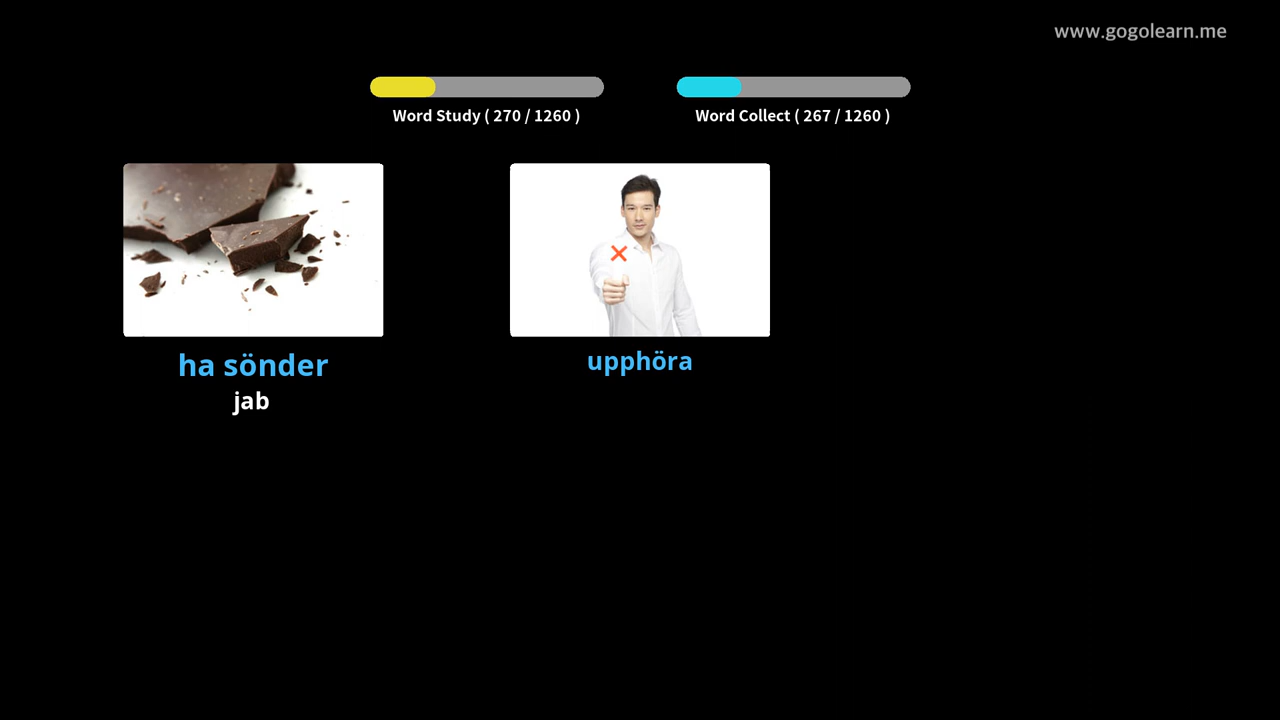 www.gogolearn.me
Word Study ( 270 / 1260 )
Word Collect ( 267 / 1260 )
ha sönder
jab
upphöra